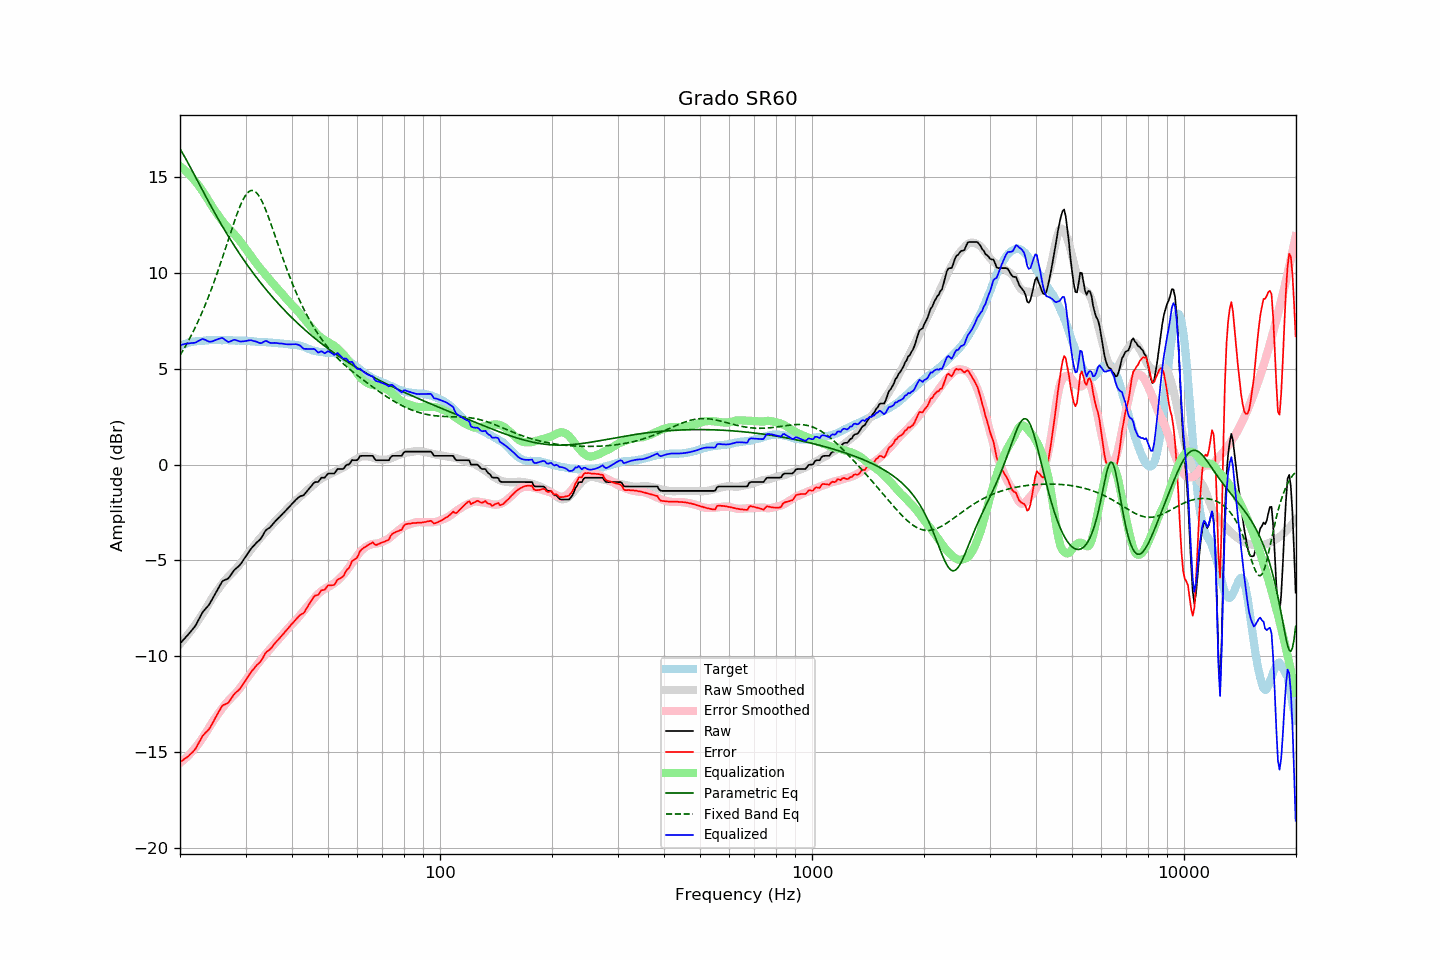 Grado SR60
Amplitude (dBr)
15
10
5
0
−5
−10
−15
−20
Target
Raw Smoothed
Error Smoothed
Raw
Error
Equalization
Parametric Eq
Fixed Band Eq
Equalized
100
1000
10000
Frequency (Hz)